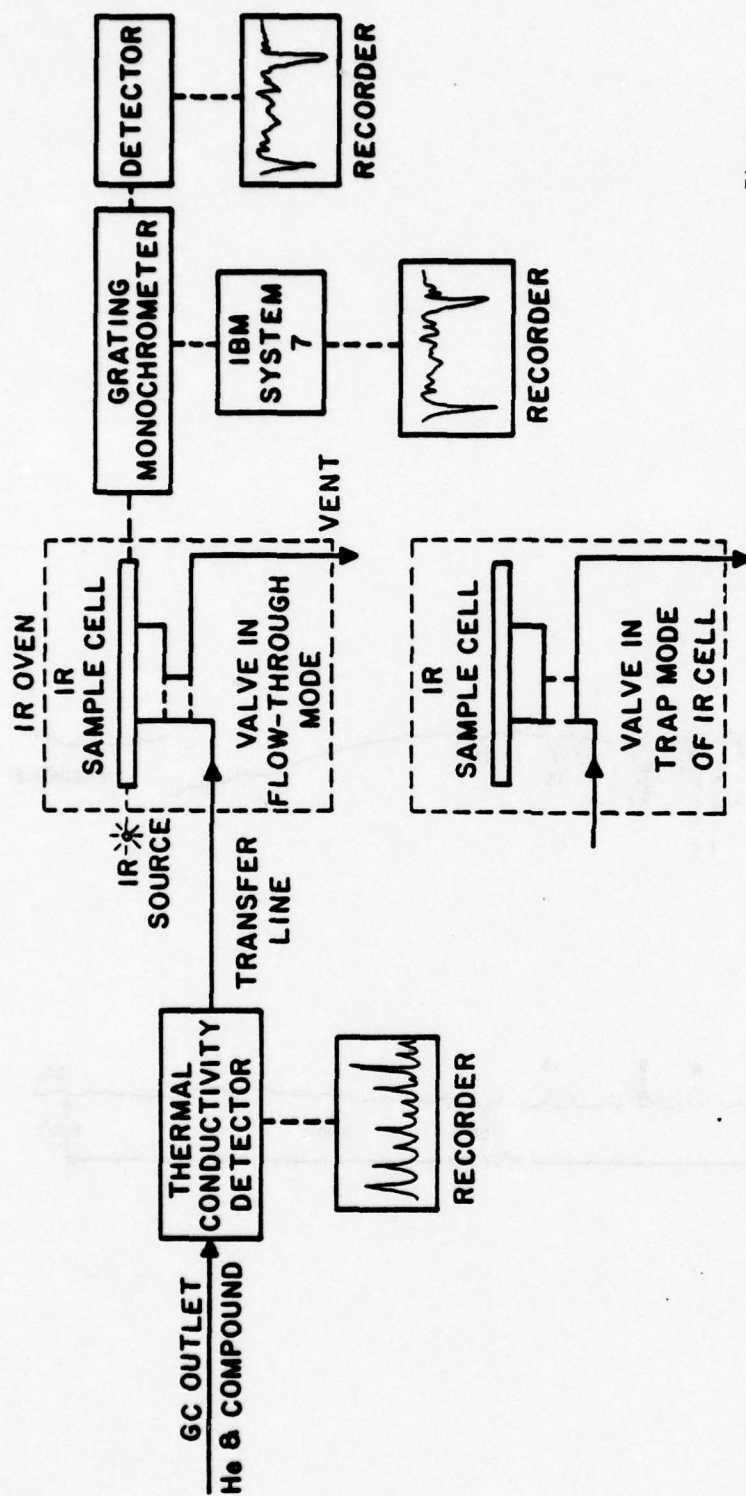 GC OUTLET
He & COMPOUND
THERMAL
CONDUCTIVITY
DETECTOR
RECORDER
TRANSFER
LINE
IR
SOURCE
IR OVEN
IR
SAMPLE CELL
VALVE IN
FLOW-THROUGH
MODE
VENT
GRATING
MONOCHROMETER
DETECTOR
RECORDER
IBM
SYSTEM
7
RECORDER
IR
SAMPLE CELL
VALVE IN
TRAP MODE
OF IR CELL